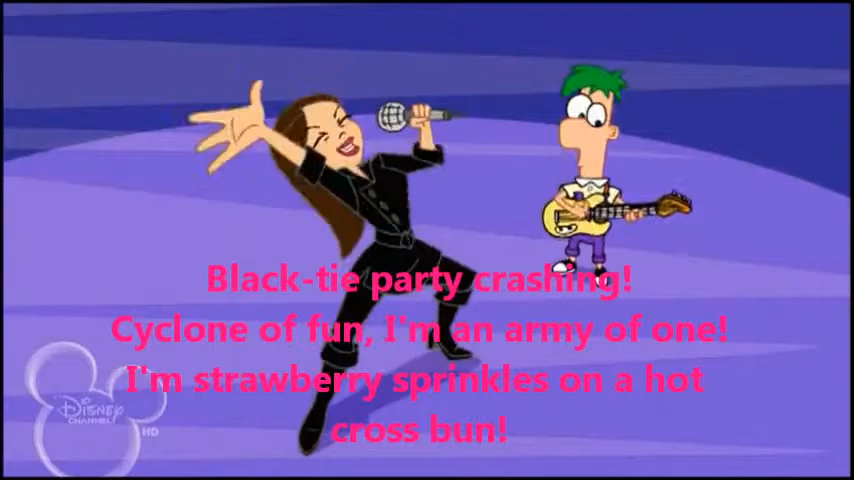 Black-tie party crashing!
Cyclone of fun, I'm an army of one!
I'm strawberry sprinkles on a hot
cross bun!
Disney
CHANNEL
HD